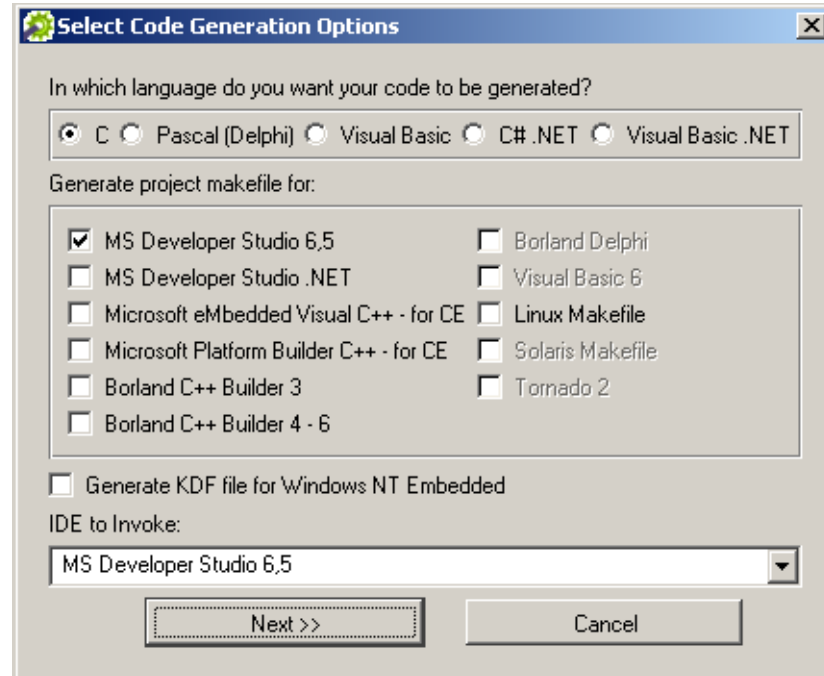 Select Code Generation Options
In which language do you want your code to be generated?
C Pascal (Delphi) Visual Basic C# .NET Visual Basic .NET
Generate project makefile for:
MS Developer Studio 6,5 Borland Delphi
MS Developer Studio .NET Visual Basic 6
Microsoft eMbedded Visual C++ - for CE Linux Makefile
Microsoft Platform Builder C++ - for CE Solaris Makefile
Borland C++ Builder 3 Tornado 2
Borland C++ Builder 4 - 6
Generate KDF file for Windows NT Embedded
IDE to Invoke:
MS Developer Studio 6,5
Next >> Cancel